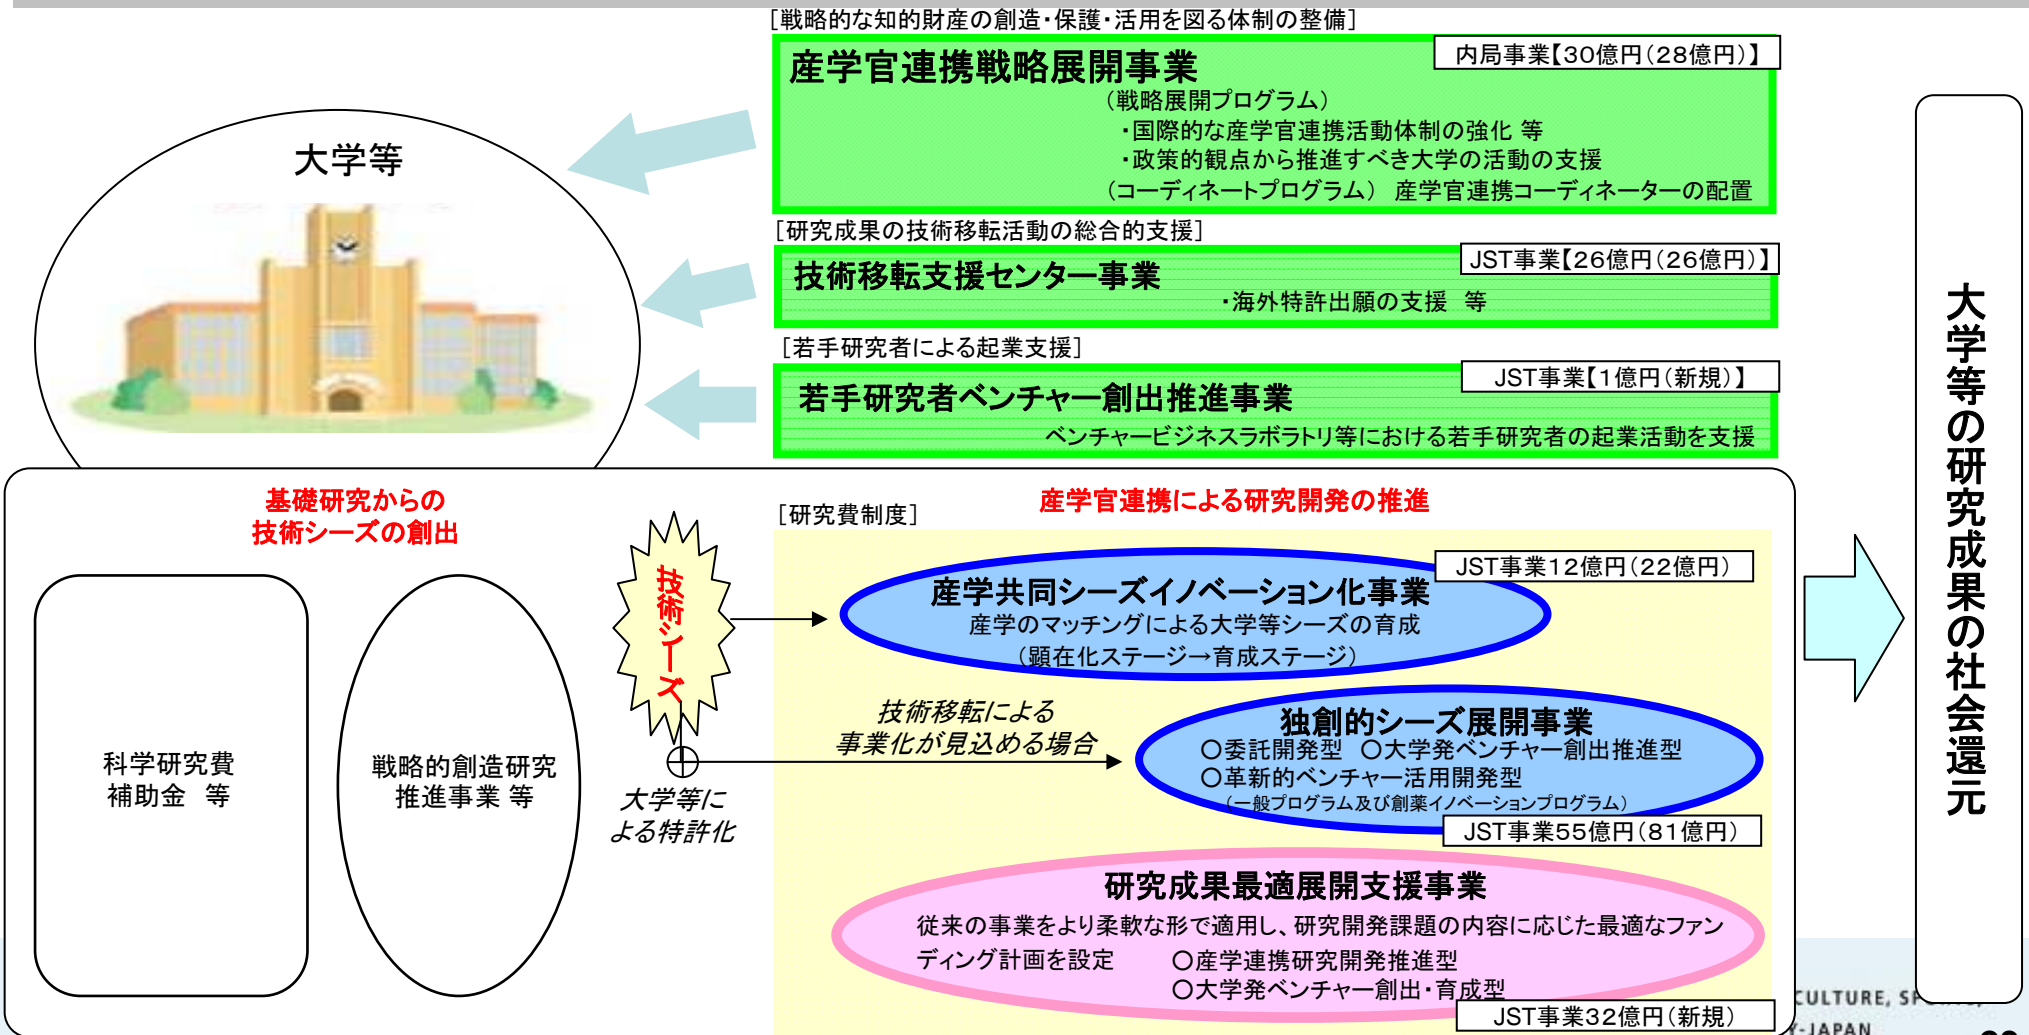 [戦略的な知的財産の創造・保護・活用を図る体制の整備]
産学官連携戦略展開事業
内局事業【30億円(28億円)】
(戦略展開プログラム)
・国際的な産学官連携活動体制の強化 等
・政策的観点から推進すべき大学の活動の支援
(コーディネートプログラム) 産学官連携コーディネーターの配置
[研究成果の技術移転活動の総合的支援]
技術移転支援センター事業
JST事業【26億円(26億円)】
・海外特許出願の支援 等
[若手研究者による起業支援]
若手研究者ベンチャー創出推進事業
JST事業【1億円(新規)】
ベンチャービジネスラボラトリ等における若手研究者の起業活動を支援
大学等
基礎研究からの
技術シーズの創出
科学研究費
補助金 等
戦略的創造研究
推進事業 等
技術シーズ
大学等に
よる特許化
[研究費制度]
産学官連携による研究開発の推進
産学共同シーズイノベーション化事業
JST事業12億円(22億円)
産学のマッチングによる大学等シーズの育成
(顕在化ステージ→育成ステージ)
技術移転による
事業化が見込める場合
独創的シーズ展開事業
○委託開発型 ○大学発ベンチャー創出推進型
○革新的ベンチャー活用開発型
(一般プログラム及び創薬イノベーションプログラム)
JST事業55億円(81億円)
研究成果最適展開支援事業
従来の事業をより柔軟な形で適用し、研究開発課題の内容に応じた最適なファン
ディング計画を設定 ○産学連携研究開発推進型
○大学発ベンチャー創出・育成型
JST事業32億円(新規)
大学等の研究成果の社会還元
CULTURE,
JAPAN